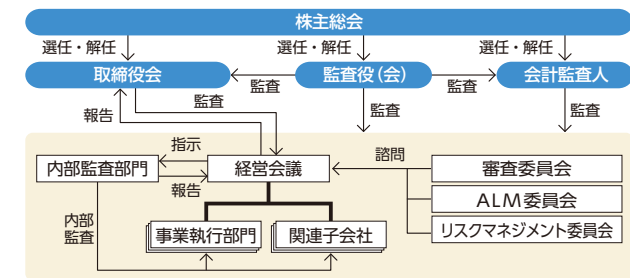 株主総会
選任・解任
選任・解任
選任・解任
取締役会
監査
監査役（会）
監査
会計監査人
報告
監査
監査
監査
内部監査部門
指示
報告
経営会議
諮問
審査委員会
ALM委員会
リスクマネジメント委員会
内部
監査
事業執行部門
関連子会社